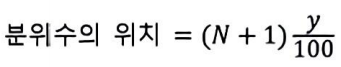 분위수의 위치 = (N + 1) y/100